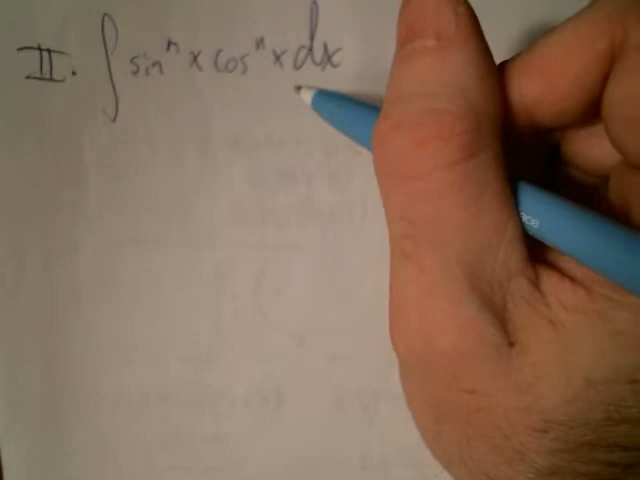 II. ∫ sinⁿ x cosⁿ x dx